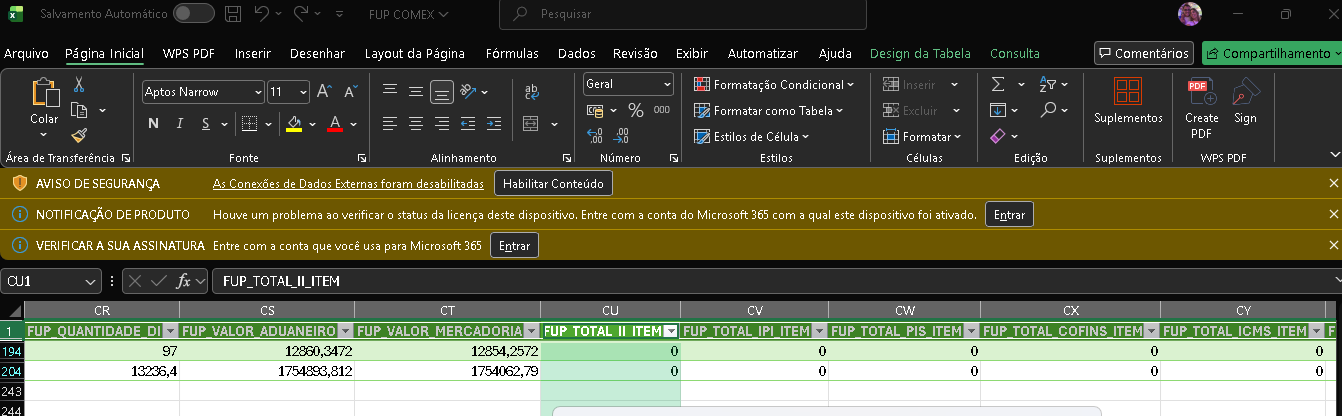 Salvamento Automático
FUP COMEX
Pesquisar
Arquivo Página Inicial WPS PDF Inserir Desenhar Layout da Página Fórmulas Dados Revisão Exibir Automatizar Ajuda Design da Tabela Consulta Comentários Compartilhamento
Colar
Área de Transferência
Aptos Narrow 11 A A
N I S A
Fonte
ab
Alinhamento
Geral
% 000
Número
Formatação Condicional
Formatar como Tabela
Estilos de Célula
Estilos
Inserir
Excluir
Formatar
Células
Edição
Suplementos
Suplementos
Create PDF
Sign
WPS PDF
AVISO DE SEGURANÇA As Conexões de Dados Externas foram desabilitadas Habilitar Conteúdo
NOTIFICAÇÃO DE PRODUTO Houve um problema ao verificar o status da licença deste dispositivo. Entre com a conta do Microsoft 365 com a qual este dispositivo foi ativado. Entrar
VERIFICAR A SUA ASSINATURA Entre com a conta que você usa para Microsoft 365 Entrar
CU1 fx FUP_TOTAL_II_ITEM
CR CS CT CU CV CW CX CY
1 FUP_QUANTIDADE_DI FUP_VALOR_ADUANEIRO FUP_VALOR_MERCADORIA FUP_TOTAL_II_ITEM FUP_TOTAL_IPI_ITEM FUP_TOTAL_PIS_ITEM FUP_TOTAL_COFINS_ITEM FUP_TOTAL_ICMS_ITEM F
194 97 12860,3472 12854,2572 0 0 0 0 0
204 13236,4 1754893,812 1754062,79 0 0 0 0 0
243
244